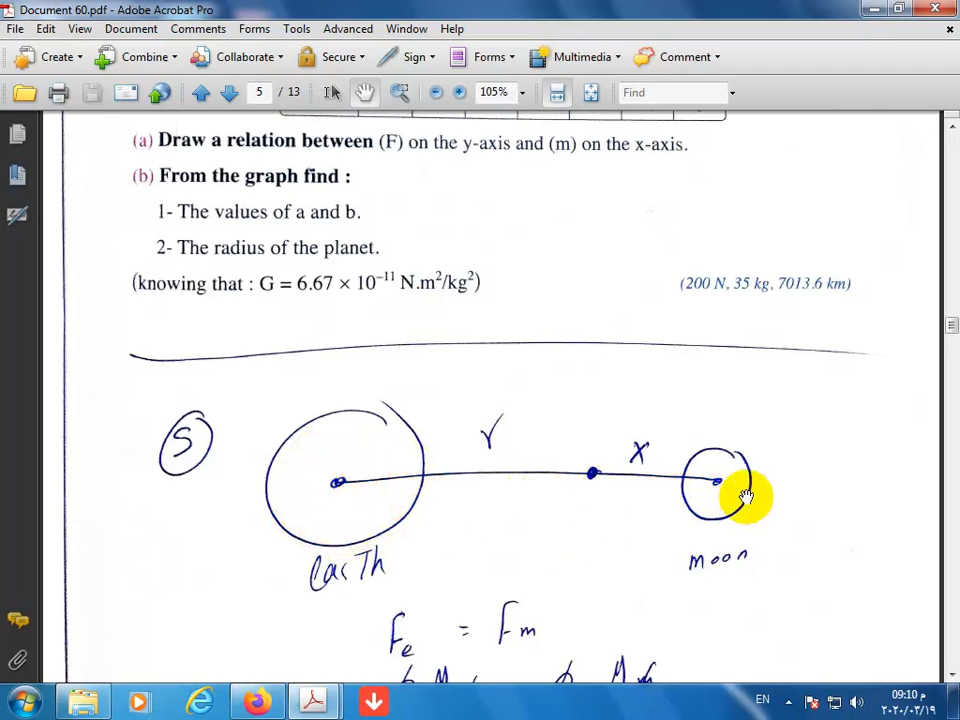 Document 60.pdf - Adobe Acrobat Pro
File Edit View Document Comments Forms Tools Advanced Window Help
Create Combine Collaborate Secure Sign Forms Multimedia Comment
5 / 13 105% Find
(a) Draw a relation between (F) on the y-axis and (m) on the x-axis.
(b) From the graph find :
1- The values of a and b.
2- The radius of the planet.
(knowing that : G = 6.67 × 10⁻¹¹ N.m²/kg²) (200 N, 35 kg, 7013.6 km)
5
r x
earth moon
Fe = Fm
EN 09:10 م
٢٠٢٠/٠٣/١٩